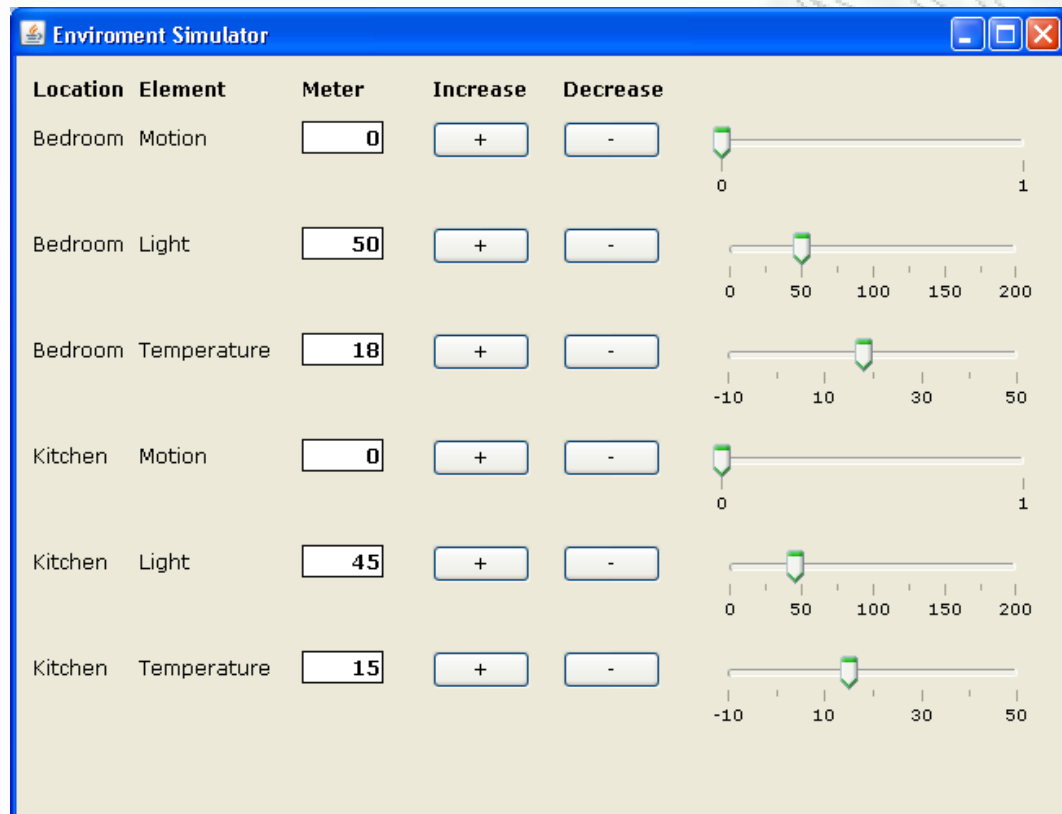 Enviroment Simulator
Location Element Meter Increase Decrease
Bedroom Motion 0 + -
0 1
Bedroom Light 50 + -
0 50 100 150 200
Bedroom Temperature 18 + -
-10 10 30 50
Kitchen Motion 0 + -
0 1
Kitchen Light 45 + -
0 50 100 150 200
Kitchen Temperature 15 + -
-10 10 30 50